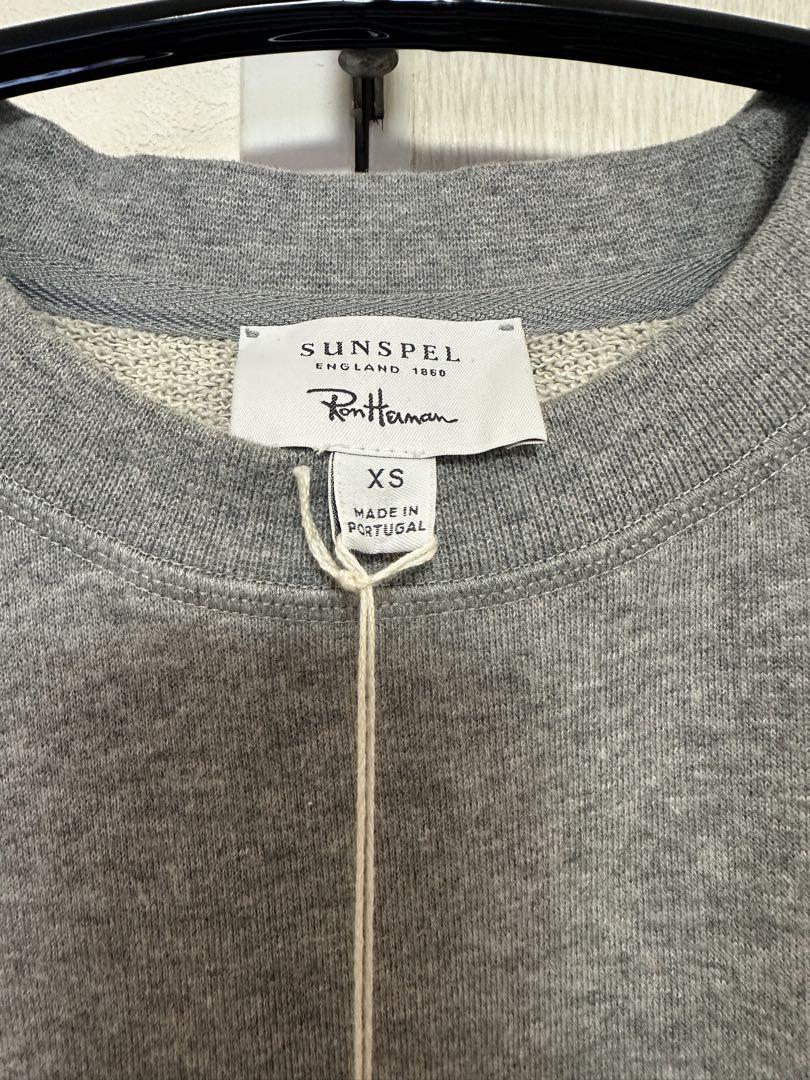 SUNSPEL
ENGLAND 1860
Ron Herman
XS
MADE IN
PORTUGAL